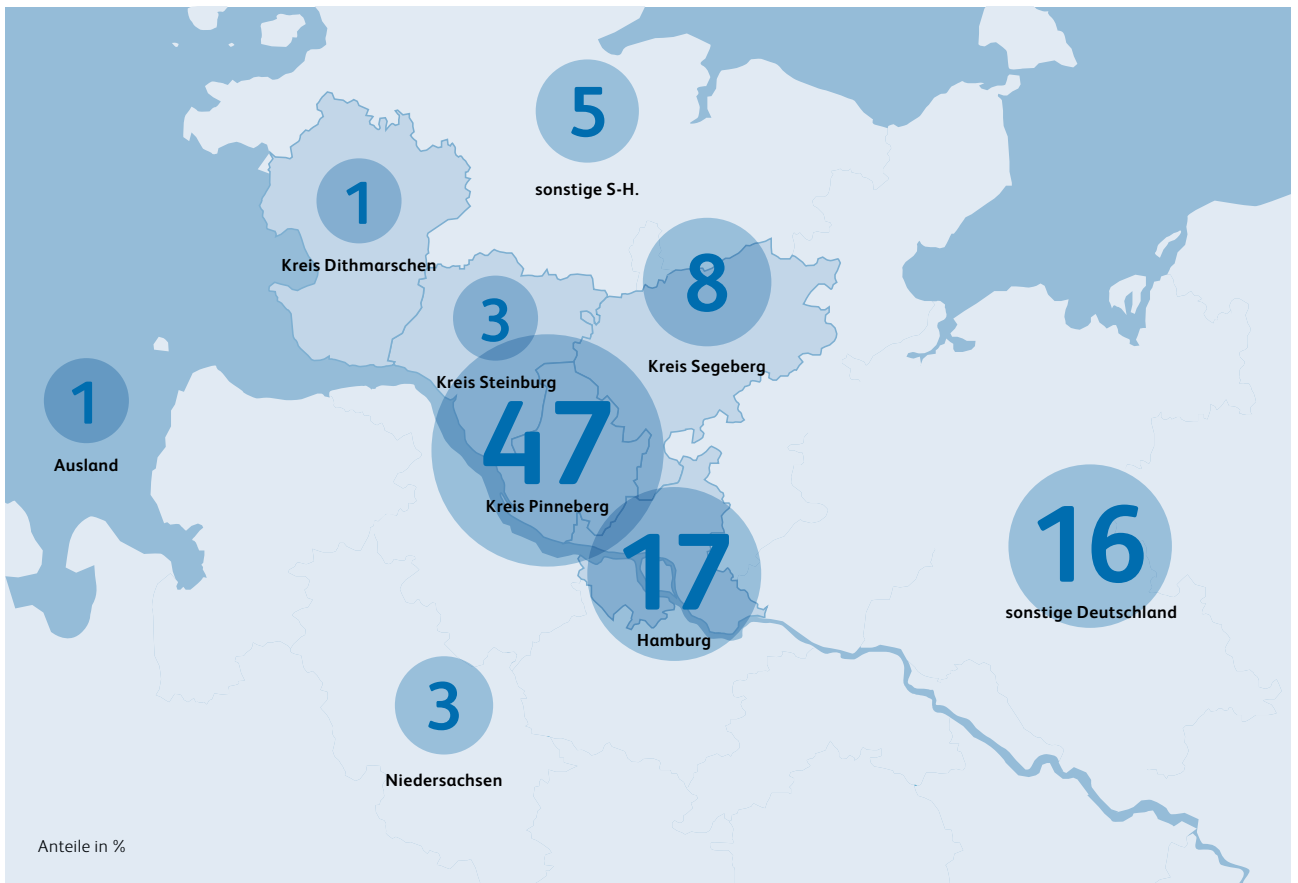 5
sonstige S-H.
1
Kreis Dithmarschen
8
Kreis Segeberg
3
Kreis Steinburg
1
Ausland
47
Kreis Pinneberg
17
Hamburg
16
sonstige Deutschland
3
Niedersachsen
Anteile in %